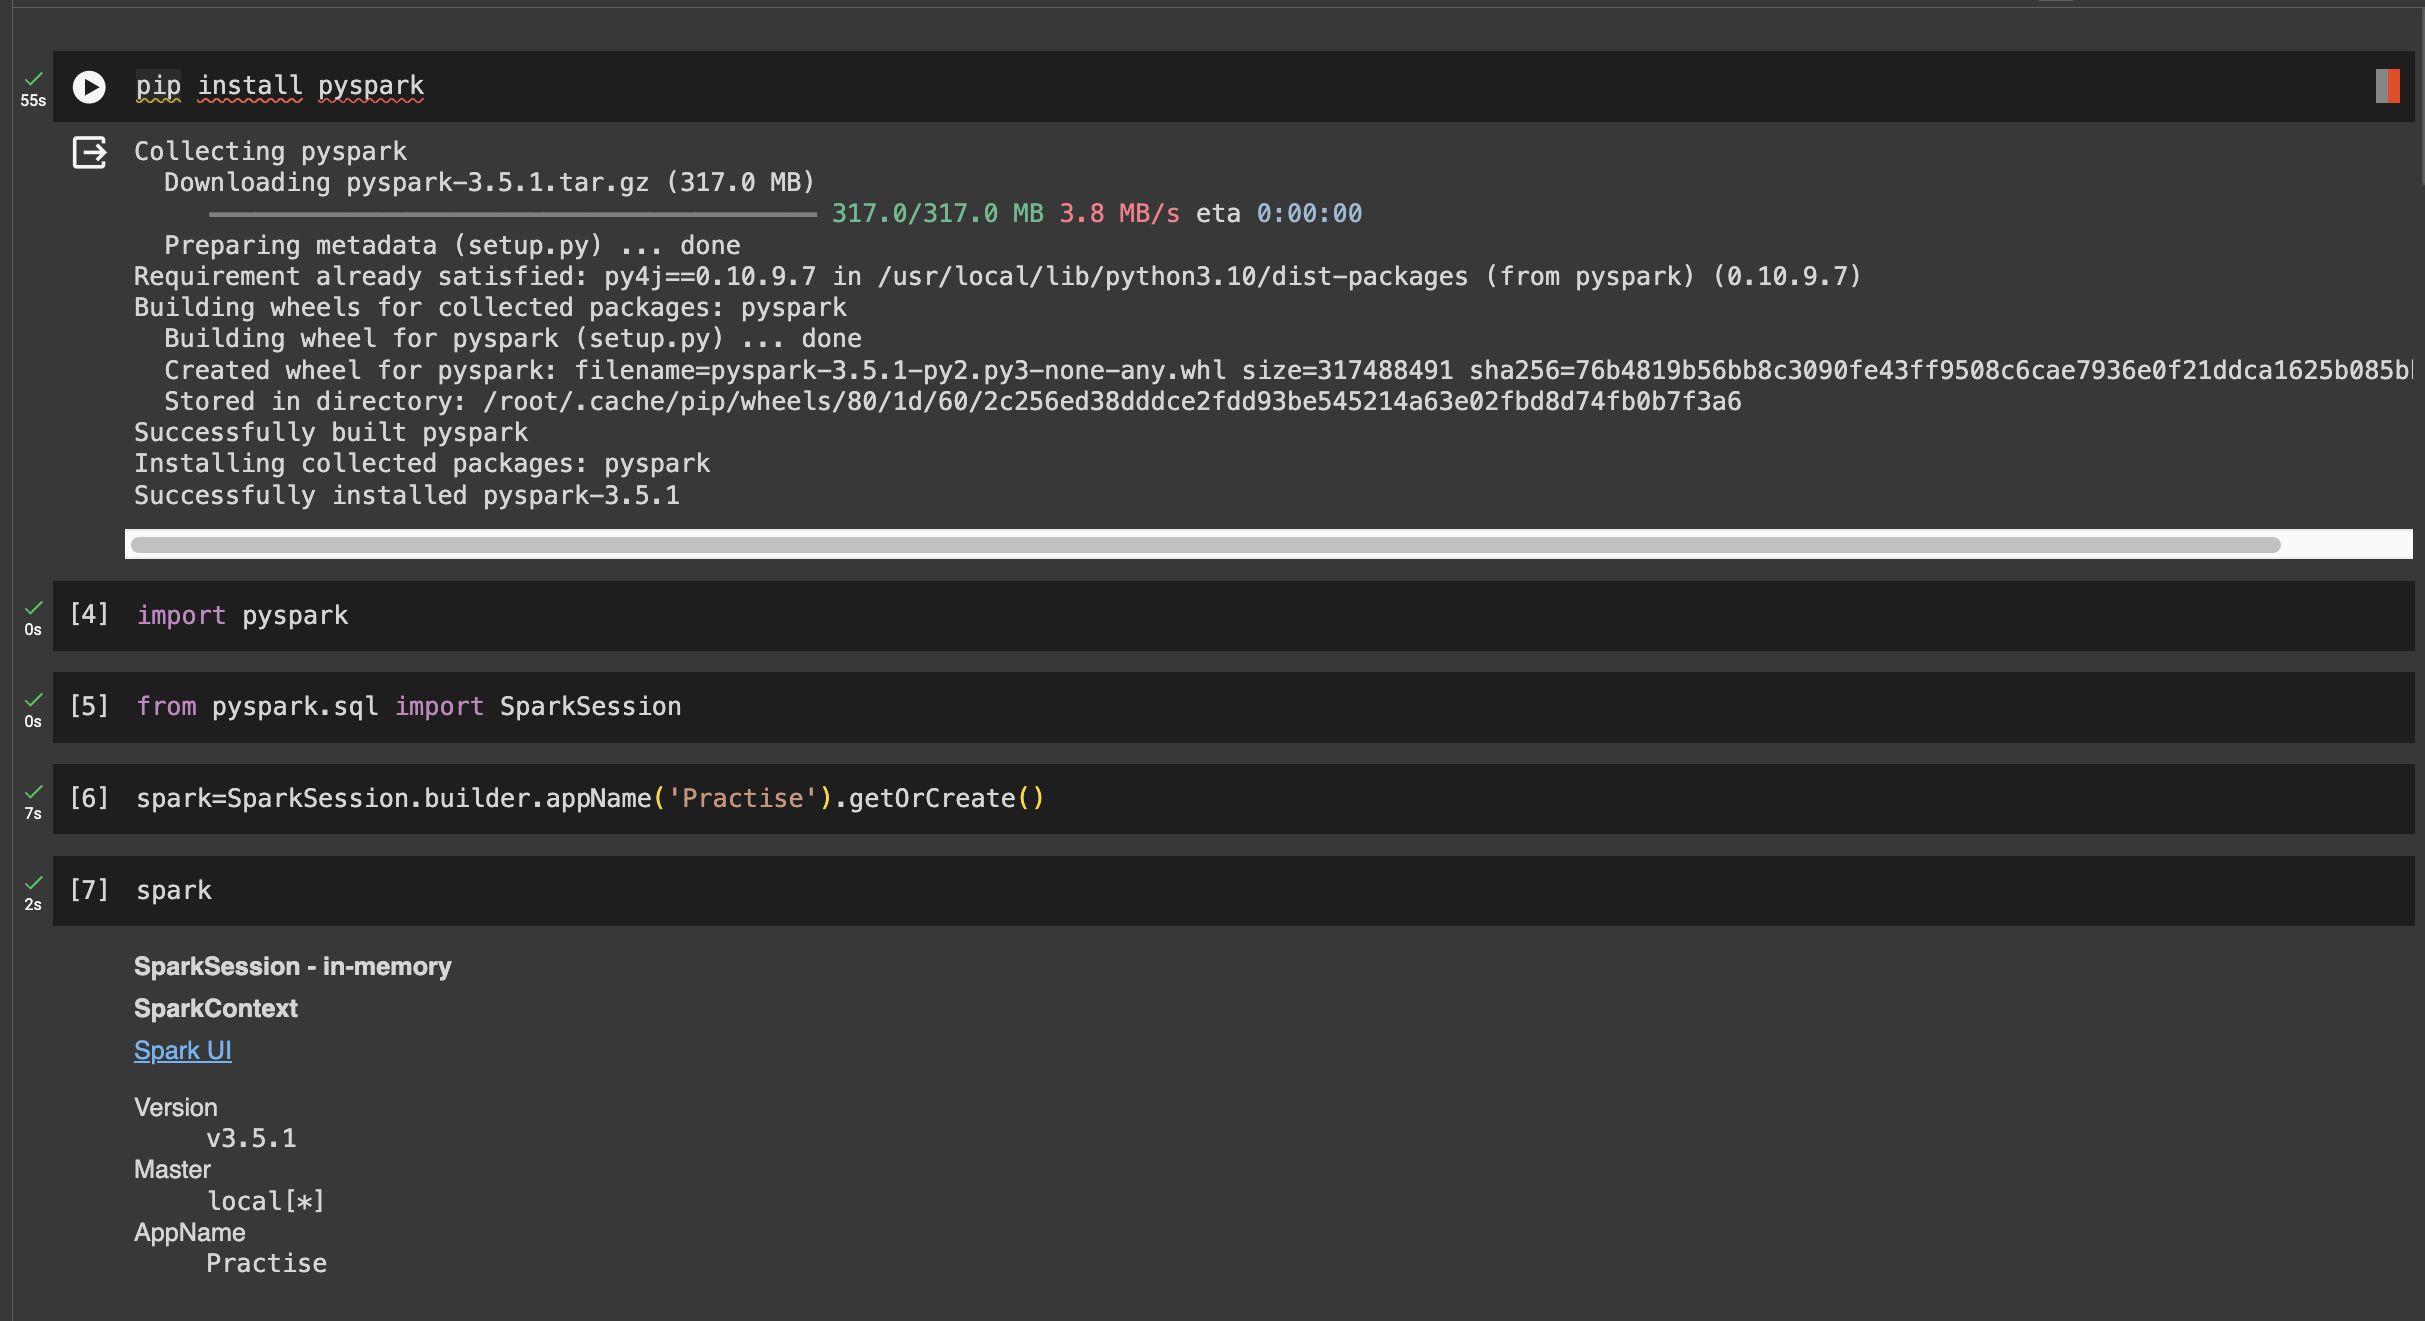 pip install pyspark
55s
Collecting pyspark
Downloading pyspark-3.5.1.tar.gz (317.0 MB)
317.0/317.0 MB 3.8 MB/s eta 0:00:00
Preparing metadata (setup.py) ... done
Requirement already satisfied: py4j==0.10.9.7 in /usr/local/lib/python3.10/dist-packages (from pyspark) (0.10.9.7)
Building wheels for collected packages: pyspark
Building wheel for pyspark (setup.py) ... done
Created wheel for pyspark: filename=pyspark-3.5.1-py2.py3-none-any.whl size=317488491 sha256=76b4819b56bb8c3090fe43ff9508c6cae7936e0f21ddca1625b085b
Stored in directory: /root/.cache/pip/wheels/80/1d/60/2c256ed38dddce2fdd93be545214a63e02fbd8d74fb0b7f3a6
Successfully built pyspark
Installing collected packages: pyspark
Successfully installed pyspark-3.5.1
[4] import pyspark
0s
[5] from pyspark.sql import SparkSession
0s
[6] spark=SparkSession.builder.appName('Practise').getOrCreate()
7s
[7] spark
2s
SparkSession - in-memory
SparkContext
Spark UI
Version
v3.5.1
Master
local[*]
AppName
Practise